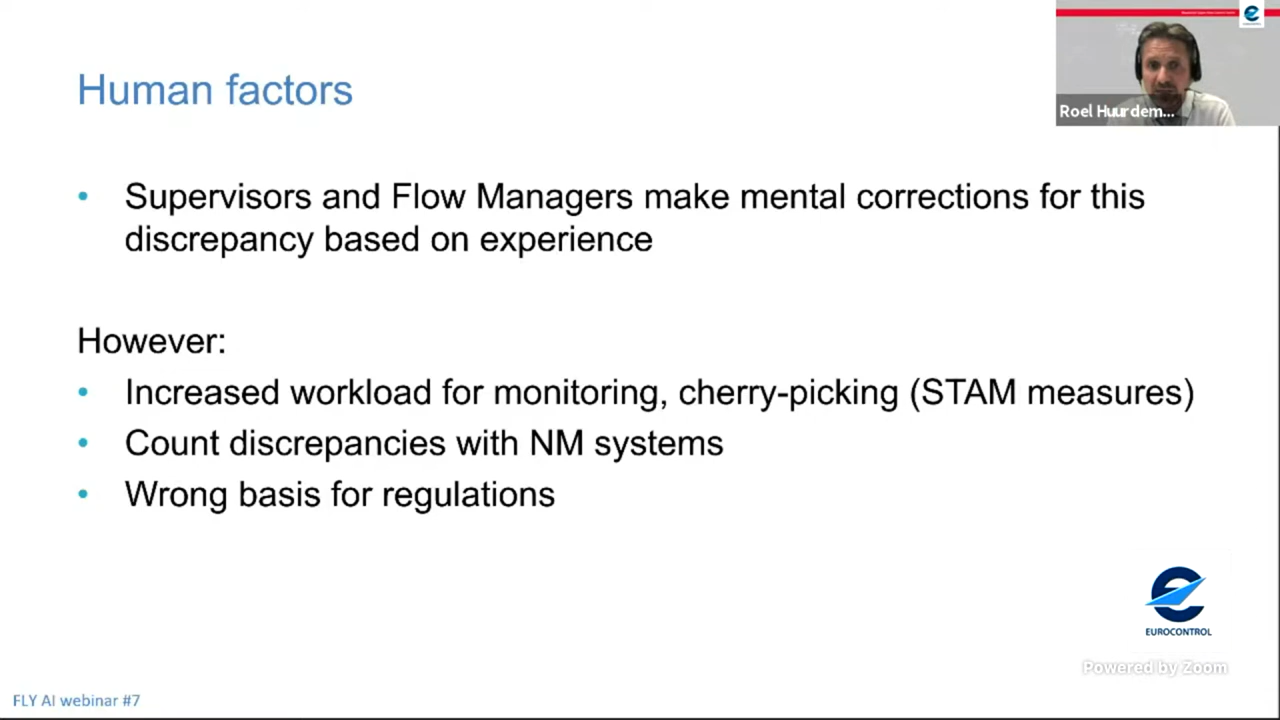 Human factors
Roel Huurdem...
• Supervisors and Flow Managers make mental corrections for this
discrepancy based on experience
However:
• Increased workload for monitoring, cherry-picking (STAM measures)
• Count discrepancies with NM systems
• Wrong basis for regulations
EUROCONTROL
Powered by Zoom
FLY AI webinar #7